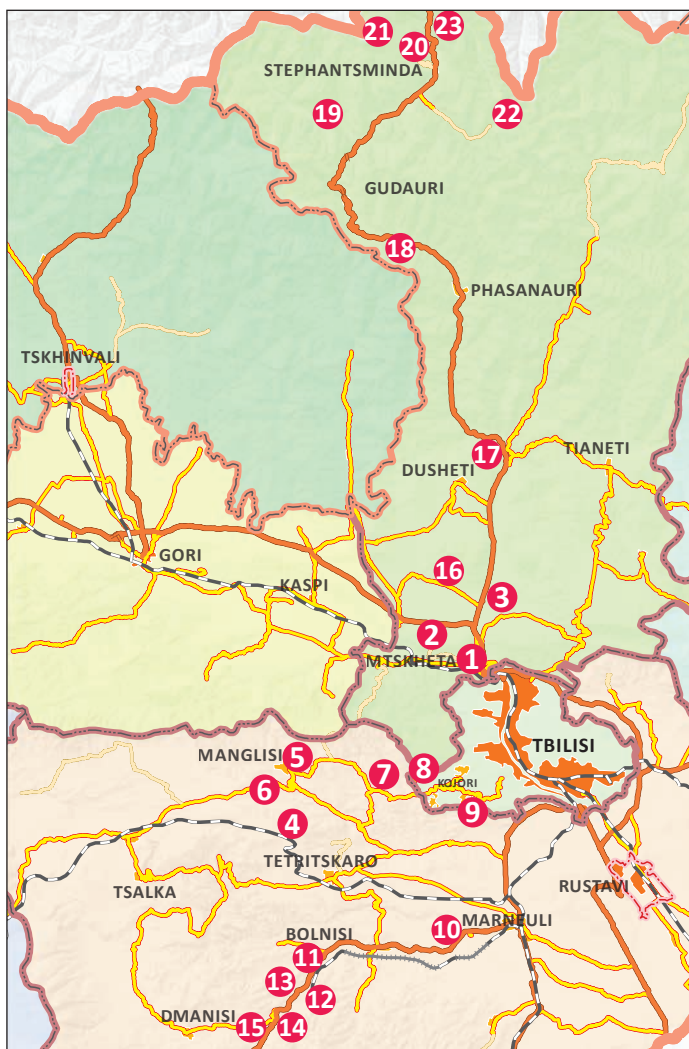 21
23
20
STEPHANTSMINDA
19
22
GUDAURI
18
PHASANAURI
TSKHINVALI
17
TIANETI
DUSHETI
GORI
16
KASPI
3
2
MTSKHETA
1
TBILISI
MANGLISI
5
8
7
KOJORI
6
9
4
TETRITSKARO
TSALKA
RUSTAVI
MARNEULI
10
BOLNISI
11
13
12
DMANISI
15
14